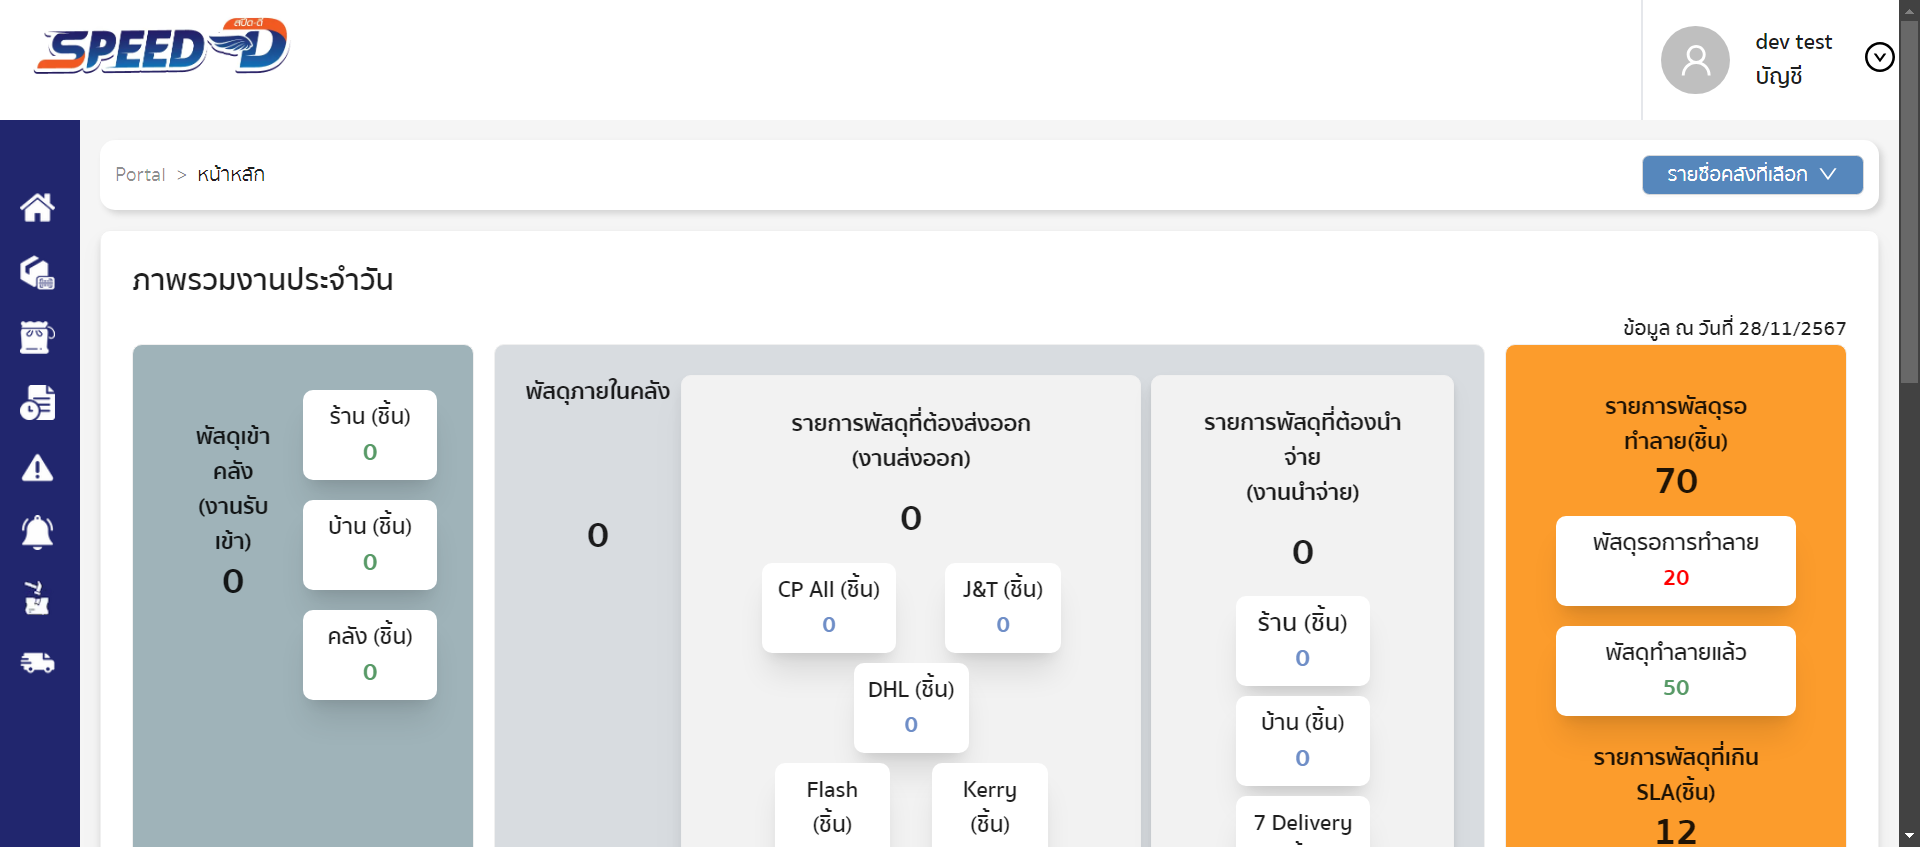 สปีด-ดี
SPEED-D
dev test
บัญชี
Portal > หน้าหลัก
รายชื่อคลังที่เลือก
ภาพรวมงานประจำวัน
ข้อมูล ณ วันที่ 28/11/2567
พัสดุเข้า
คลัง
(งานรับ
เข้า)
0
ร้าน (ชิ้น)
0
บ้าน (ชิ้น)
0
คลัง (ชิ้น)
0
พัสดุภายในคลัง
0
รายการพัสดุที่ต้องส่งออก
(งานส่งออก)
0
CP All (ชิ้น)
0
J&T (ชิ้น)
0
DHL (ชิ้น)
0
Flash
(ชิ้น)
Kerry
(ชิ้น)
รายการพัสดุที่ต้องนำ
จ่าย
(งานนำจ่าย)
0
ร้าน (ชิ้น)
0
บ้าน (ชิ้น)
0
7 Delivery
รายการพัสดุรอ
ทำลาย(ชิ้น)
70
พัสดุรอการทำลาย
20
พัสดุทำลายแล้ว
50
รายการพัสดุที่เกิน
SLA(ชิ้น)
12